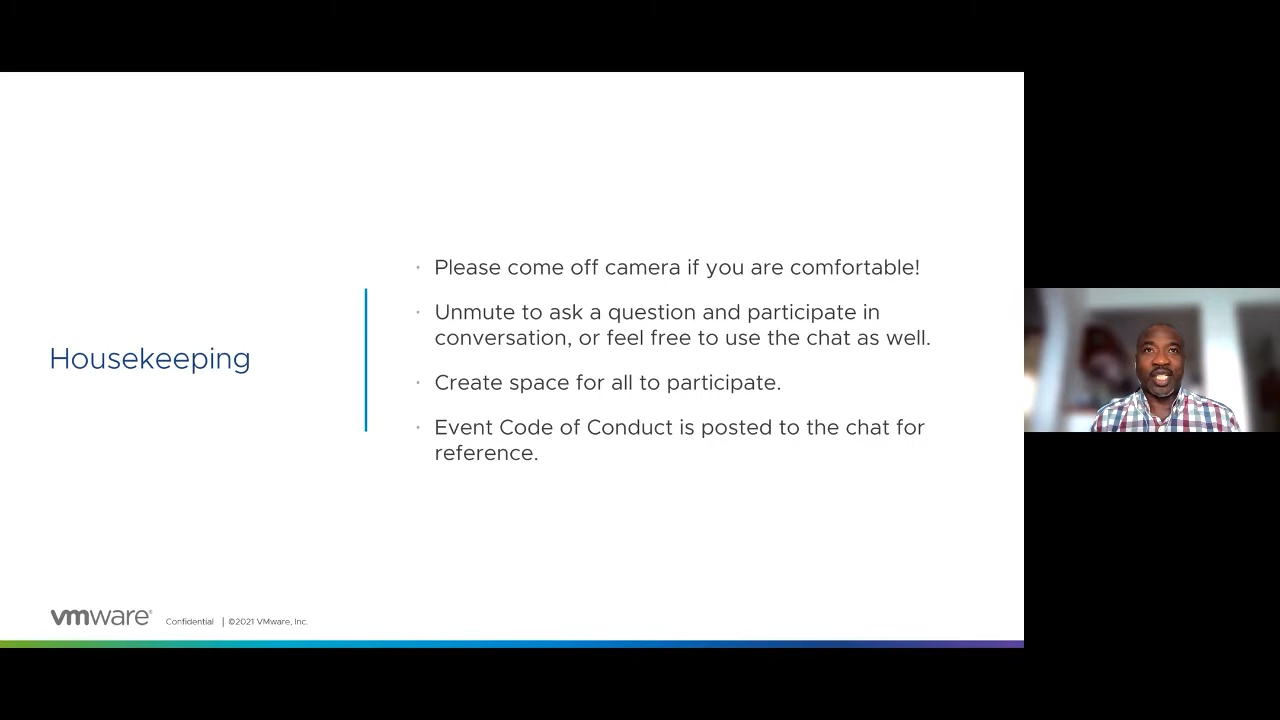 Housekeeping
Please come off camera if you are comfortable!
Unmute to ask a question and participate in
conversation, or feel free to use the chat as well.
Create space for all to participate.
Event Code of Conduct is posted to the chat for
reference.
vmware® Confidential | ©2021 VMware, Inc.